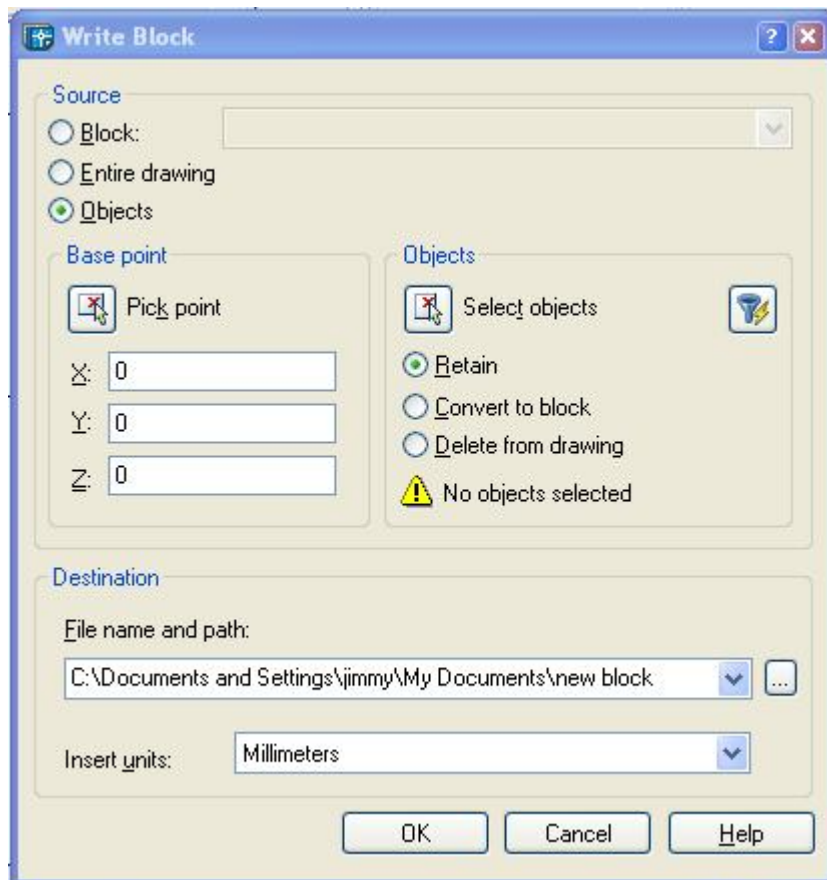 Write Block
Source
Block:
Entire drawing
Objects
Base point
Pick point
X: 0
Y: 0
Z: 0
Objects
Select objects
Retain
Convert to block
Delete from drawing
No objects selected
Destination
File name and path:
C:\Documents and Settings\jimmy\My Documents\new block
...
Insert units: Millimeters
OK Cancel Help